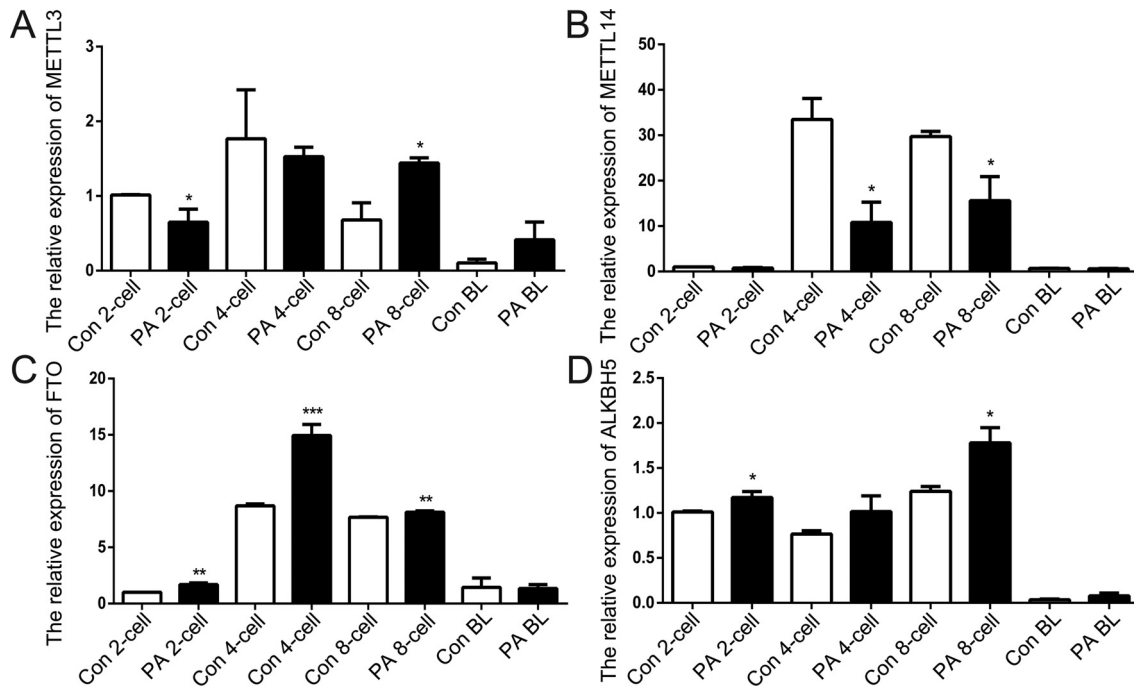 A
The relative expression of METTL3
3
2
1
0
*
*
Con 2-cell
PA 2-cell
Con 4-cell
PA 4-cell
Con 8-cell
PA 8-cell
Con BL
PA BL
B
The relative expression of METTL14
50
40
30
20
10
0
*
*
Con 2-cell
PA 2-cell
Con 4-cell
PA 4-cell
Con 8-cell
PA 8-cell
Con BL
PA BL
C
The relative expression of FTO
20
15
10
5
0
**
***
**
Con 2-cell
PA 2-cell
Con 4-cell
Con 4-cell
Con 8-cell
PA 8-cell
Con BL
PA BL
D
The relative expression of ALKBH5
2.5
2.0
1.5
1.0
0.5
0.0
*
*
Con 2-cell
PA 2-cell
Con 4-cell
PA 4-cell
Con 8-cell
PA 8-cell
Con BL
PA BL